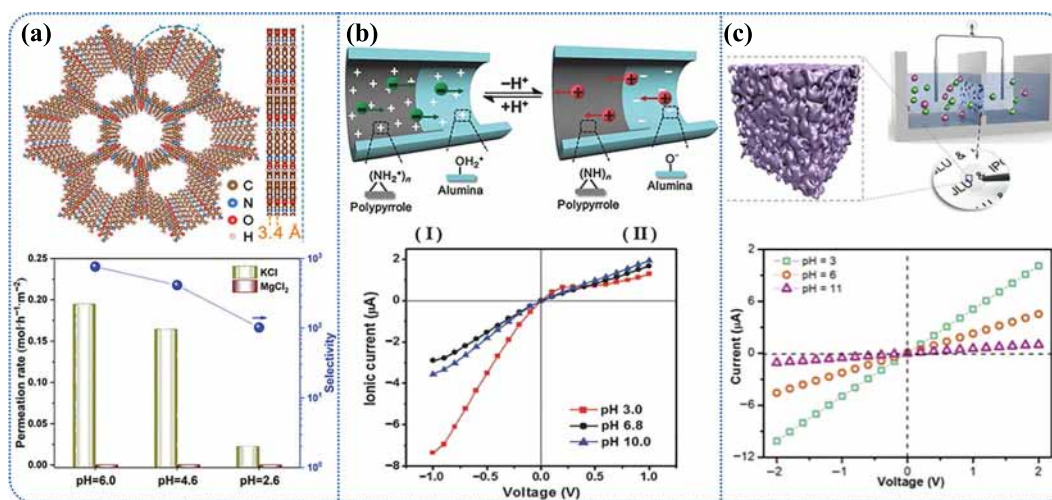 (a)
C
N
O
H
3.4 Å
KCl
MgCl2
Permeation rate (mol·h⁻¹·m⁻²)
0.25
0.20
0.15
0.10
0.05
0.00
10³
10²
10¹
10⁰
Selectivity
pH=6.0 pH=4.6 pH=2.6
(b)
−H⁺
+H⁺
(NH2⁺)n
Polypyrrole
OH2⁺
Alumina
(NH)n
Polypyrrole
O⁻
Alumina
(I) (II)
Ionic current (μA)
2
0
−2
−4
−6
−8
pH 3.0
pH 6.8
pH 10.0
−1.0 −0.5 0.0 0.5 1.0
Voltage (V)
(c)
JLU &
JLU &
Current (μA)
12
6
0
−6
−12
pH = 3
pH = 6
pH = 11
−2 −1 0 1 2
Voltage (V)